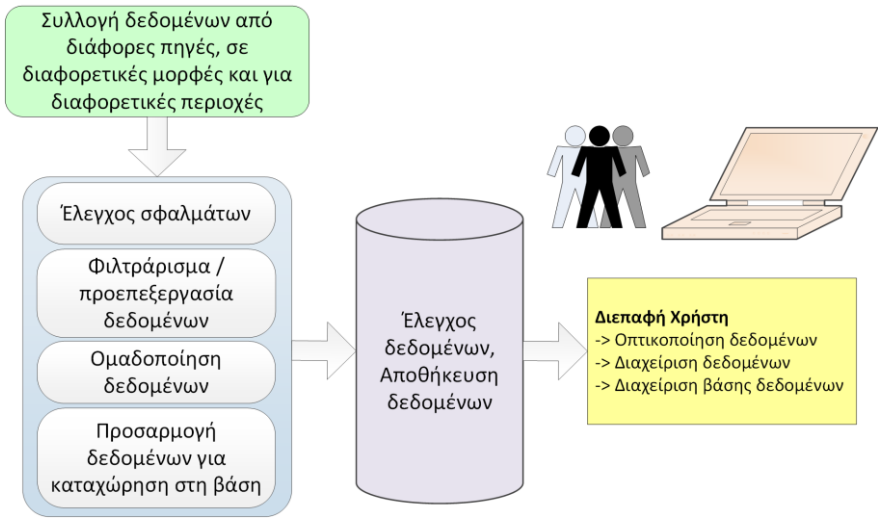 Συλλογή δεδομένων από
διάφορες πηγές, σε
διαφορετικές μορφές και για
διαφορετικές περιοχές
Έλεγχος σφαλμάτων
Φιλτράρισμα /
προεπεξεργασία
δεδομένων
Ομαδοποίηση
δεδομένων
Προσαρμογή
δεδομένων για
καταχώρηση στη βάση
Έλεγχος
δεδομένων,
Αποθήκευση
δεδομένων
Διεπαφή Χρήστη
-> Οπτικοποίηση δεδομένων
-> Διαχείριση δεδομένων
-> Διαχείριση βάσης δεδομένων